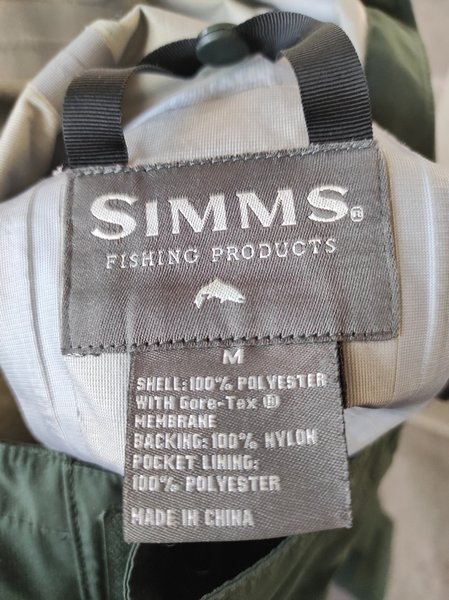 SIMMS®
FISHING PRODUCTS
M
SHELL: 100% POLYESTER
WITH Gore-Tex ®
MEMBRANE
BACKING: 100% NYLON
POCKET LINING:
100% POLYESTER
MADE IN CHINA